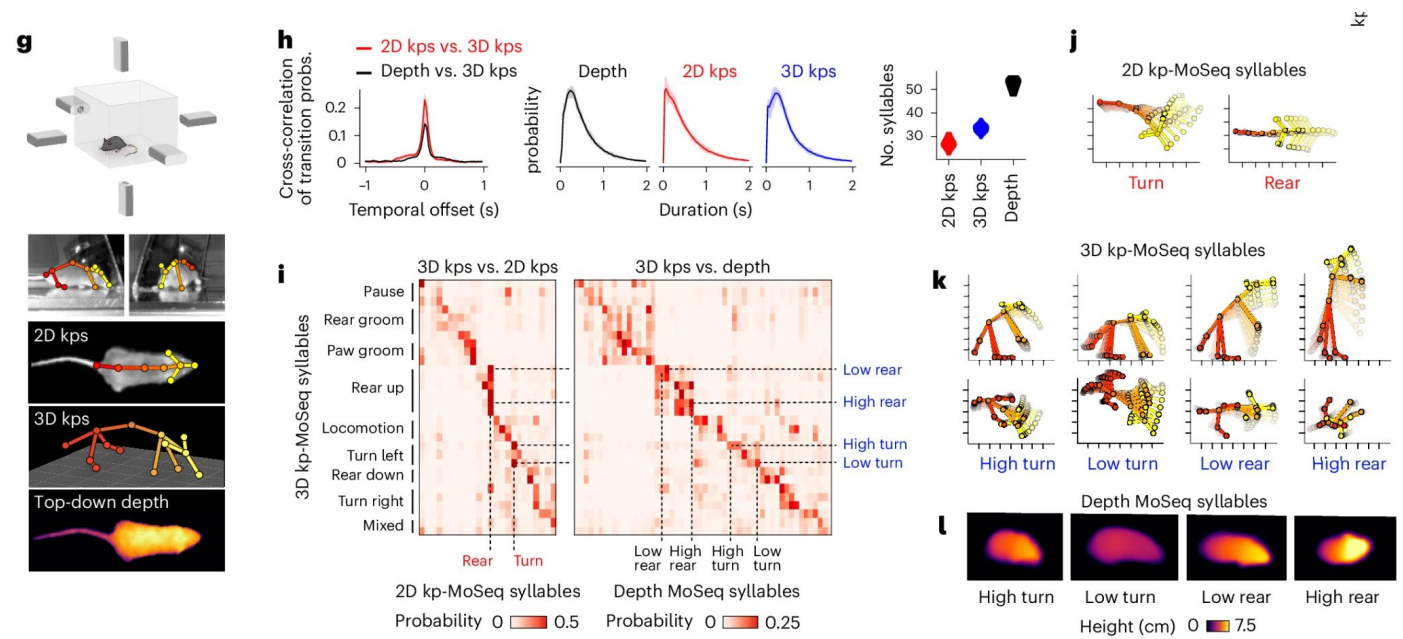 g
2D kps
3D kps
Top-down depth
h
2D kps vs. 3D kps
Depth vs. 3D kps
Cross-correlation
of transition probs.
0.2
0.1
0
–1 0 1
Temporal offset (s)
probability
Depth
2D kps
3D kps
0 1 2
0 1 2
0 1 2
Duration (s)
No. syllables
50
40
30
2D kps
3D kps
Depth
i
3D kps vs. 2D kps
3D kps vs. depth
3D kp-MoSeq syllables
Pause
Rear groom
Paw groom
Rear up
Locomotion
Turn left
Rear down
Turn right
Mixed
Low rear
High rear
High turn
Low turn
Rear
Turn
Low
rear
High
rear
High
turn
Low
turn
2D kp-MoSeq syllables
Depth MoSeq syllables
Probability 0 0.5
Probability 0 0.25
kp
j
2D kp-MoSeq syllables
Turn
Rear
k
3D kp-MoSeq syllables
High turn
Low turn
Low rear
High rear
l
Depth MoSeq syllables
High turn
Low turn
Low rear
High rear
Height (cm) 0 7.5